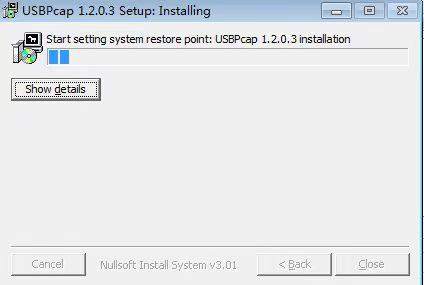 USBPcap 1.2.0.3 Setup: Installing
Start setting system restore point: USBPcap 1.2.0.3 installation
Show details
Cancel
Nullsoft Install System v3.01
< Back
Close